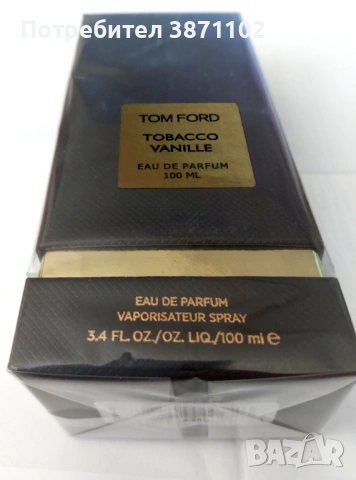 Потребител 3871102
TOM FORD
TOBACCO
VANILLE
EAU DE PARFUM
100 ML
EAU DE PARFUM
VAPORISATEUR SPRAY
3.4 FL. OZ./OZ. LIQ./100 ml e
BAZAR